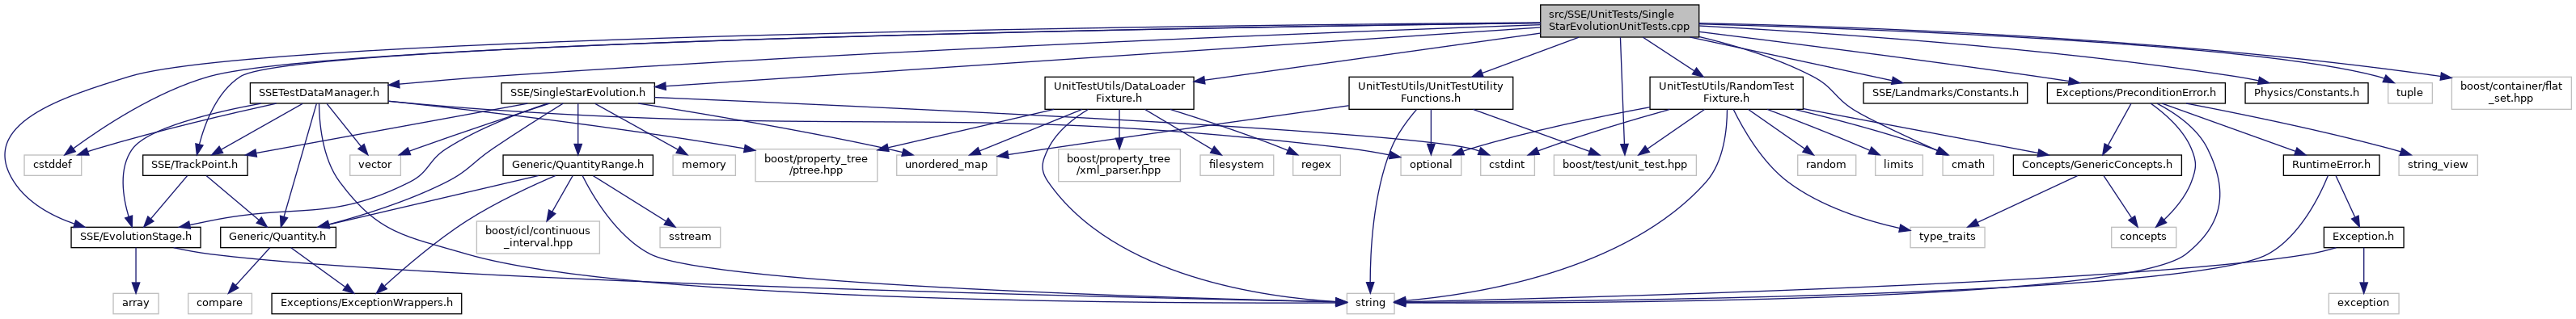 src/SSE/UnitTests/Single
StarEvolutionUnitTests.cpp
SSETestDataManager.h
SSE/SingleStarEvolution.h
UnitTestUtils/DataLoader
Fixture.h
UnitTestUtils/UnitTestUtility
Functions.h
UnitTestUtils/RandomTest
Fixture.h
SSE/Landmarks/Constants.h
Exceptions/PreconditionError.h
Physics/Constants.h
tuple
boost/container/flat
_set.hpp
cstddef
SSE/TrackPoint.h
vector
Generic/QuantityRange.h
memory
boost/property_tree
/ptree.hpp
unordered_map
boost/property_tree
/xml_parser.hpp
filesystem
regex
optional
cstdint
boost/test/unit_test.hpp
random
limits
cmath
Concepts/GenericConcepts.h
RuntimeError.h
string_view
SSE/EvolutionStage.h
Generic/Quantity.h
boost/icl/continuous
_interval.hpp
sstream
type_traits
concepts
Exception.h
array
compare
Exceptions/ExceptionWrappers.h
string
exception